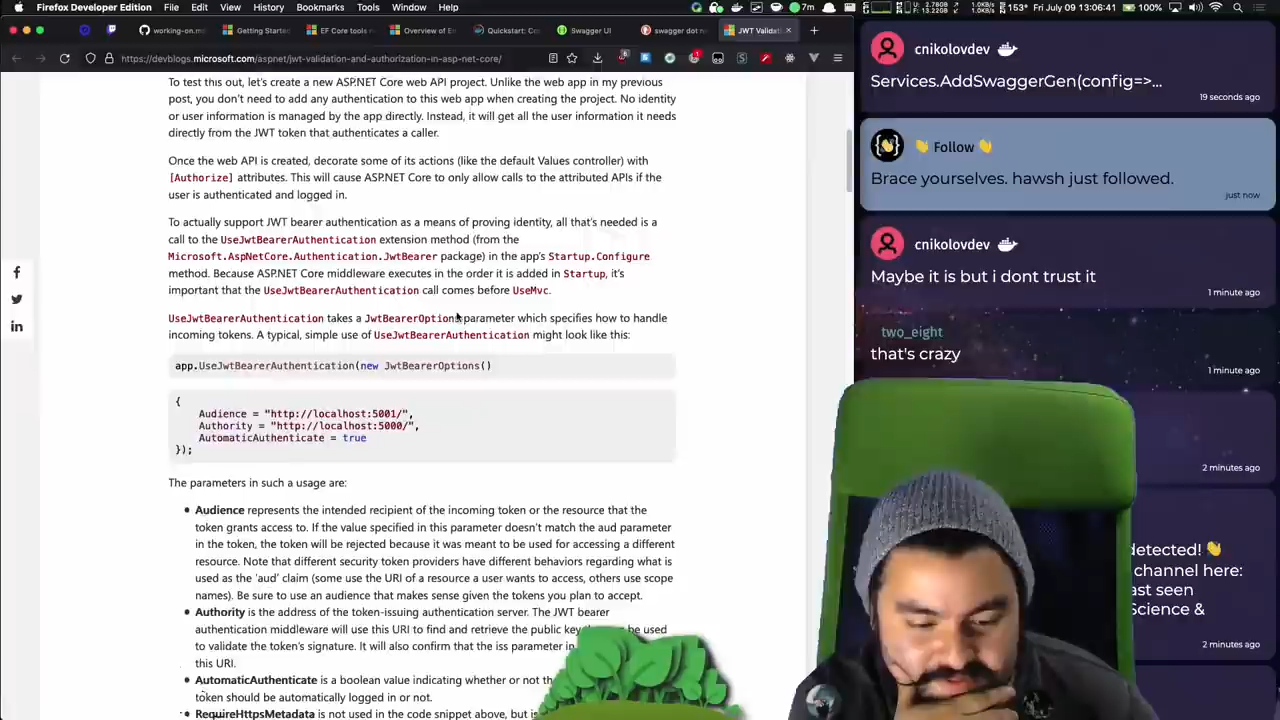 Firefox Developer Edition File Edit View History Bookmarks Tools Window Help
7m
153° Fri July 09 13:06:41
100%
working-on.m
Getting Started
EF Core tools r
Overview of E
Quickstart: Co
Swagger UI
swagger dot n
JWT Validati
https://devblogs.microsoft.com/aspnet/jwt-validation-and-authorization-in-asp-net-core/
To test this out, let's create a new ASP.NET Core web API project. Unlike the web app in my previous
post, you don't need to add any authentication to this web app when creating the project. No identity
or user information is managed by the app directly. Instead, it will get all the user information it needs
directly from the JWT token that authenticates a caller.
Once the web API is created, decorate some of its actions (like the default Values controller) with
[Authorize] attributes. This will cause ASP.NET Core to only allow calls to the attributed APIs if the
user is authenticated and logged in.
To actually support JWT bearer authentication as a means of proving identity, all that's needed is a
call to the UseJwtBearerAuthentication extension method (from the
Microsoft.AspNetCore.Authentication.JwtBearer package) in the app's Startup.Configure
method. Because ASP.NET Core middleware executes in the order it is added in Startup, it's
important that the UseJwtBearerAuthentication call comes before UseMvc.
UseJwtBearerAuthentication takes a JwtBearerOptions parameter which specifies how to handle
incoming tokens. A typical, simple use of UseJwtBearerAuthentication might look like this:
app.UseJwtBearerAuthentication(new JwtBearerOptions()
{
Audience = "http://localhost:5001/",
Authority = "http://localhost:5000/",
AutomaticAuthenticate = true
});
The parameters in such a usage are:
• Audience represents the intended recipient of the incoming token or the resource that the
token grants access to. If the value specified in this parameter doesn't match the aud parameter
in the token, the token will be rejected because it was meant to be used for accessing a different
resource. Note that different security token providers have different behaviors regarding what is
used as the 'aud' claim (some use the URI of a resource a user wants to access, others use scope
names). Be sure to use an audience that makes sense given the tokens you plan to accept.
• Authority is the address of the token-issuing authentication server. The JWT bearer
authentication middleware will use this URI to find and retrieve the public key be used
to validate the token's signature. It will also confirm that the iss parameter in
this URI.
• AutomaticAuthenticate is a boolean value indicating whether or not th
token should be automatically logged in or not.
• RequireHttpsMetadata is not used in the code snippet above, but is
cnikolovdev
Services.AddSwaggerGen(config=>...
19 seconds ago
👋 Follow 👋
Brace yourselves. hawsh just followed.
just now
cnikolovdev
Maybe it is but i dont trust it
1 minute ago
two_eight
that's crazy
1 minute ago
2 minutes ago
detected! 👋
channel here:
ast seen
Science &
2 minutes ago